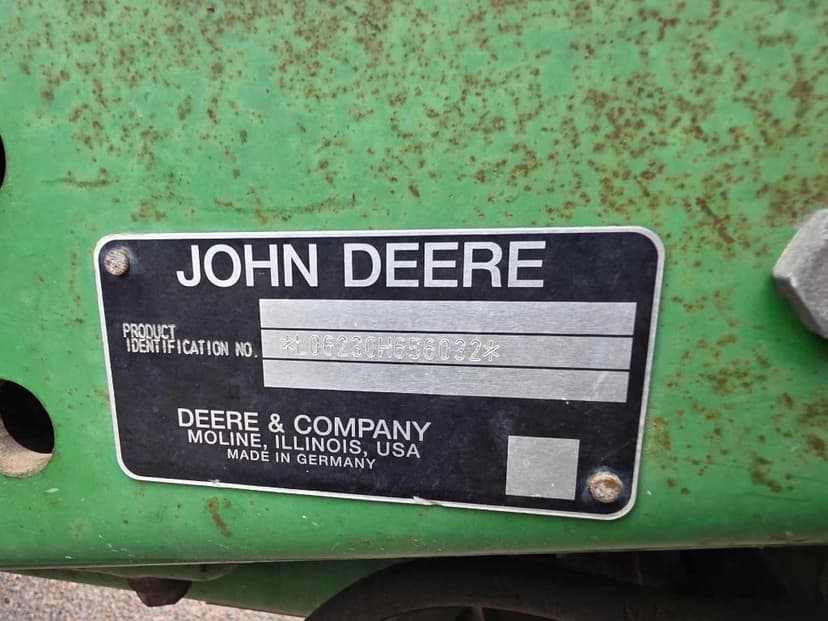 JOHN DEERE
PRODUCT
IDENTIFICATION NO. *L06230H656032*
DEERE & COMPANY
MOLINE, ILLINOIS, USA
MADE IN GERMANY